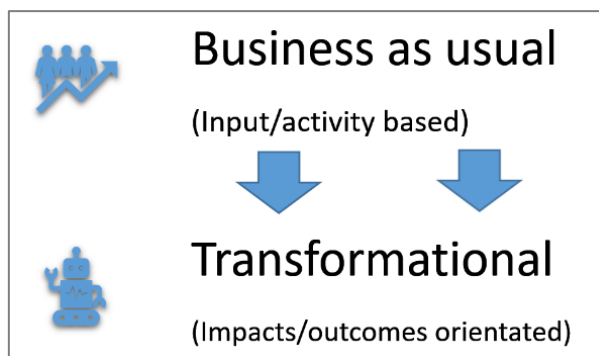 Business as usual
(Input/activity based)
Transformational
(Impacts/outcomes orientated)